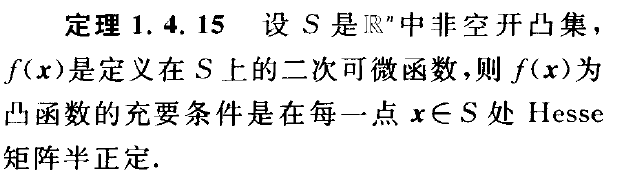 定理 1.4.15 设 S 是 ℝⁿ 中非空开凸集，
f(x)是定义在 S 上的二次可微函数，则 f(x)为
凸函数的充要条件是在每一点 x∈S 处 Hesse
矩阵半正定．